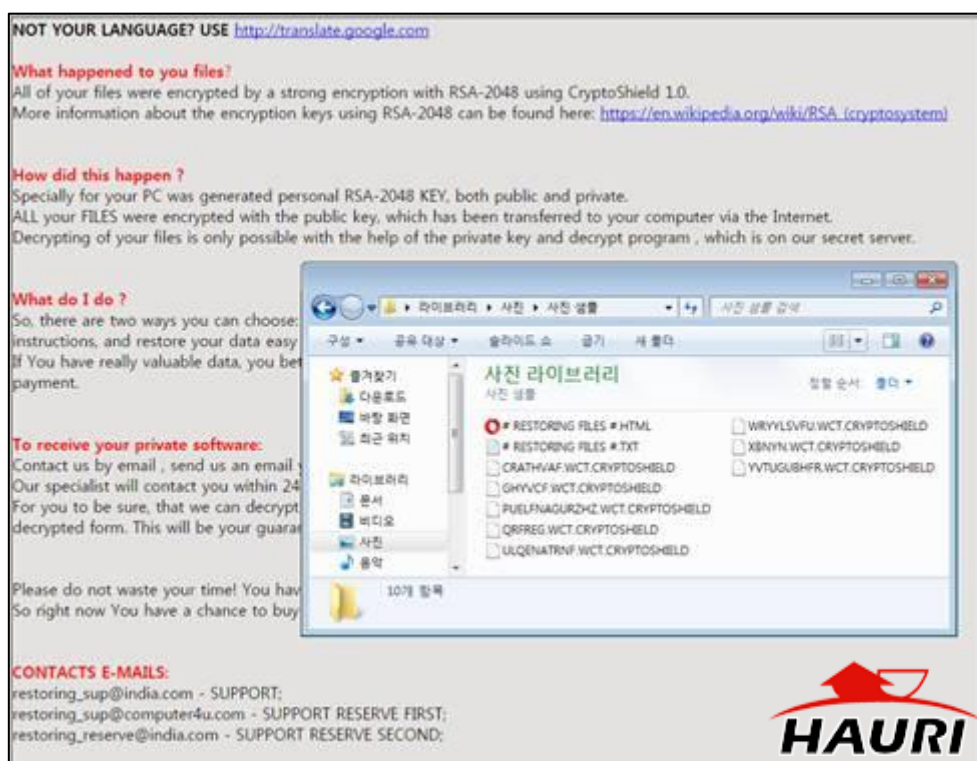 NOT YOUR LANGUAGE? USE http://translate.google.com
What happened to you files?
All of your files were encrypted by a strong encryption with RSA-2048 using CryptoShield 1.0.
More information about the encryption keys using RSA-2048 can be found here: https://en.wikipedia.org/wiki/RSA_(cryptosystem)
How did this happen ?
Specially for your PC was generated personal RSA-2048 KEY, both public and private.
ALL your FILES were encrypted with the public key, which has been transferred to your computer via the Internet.
Decrypting of your files is only possible with the help of the private key and decrypt program , which is on our secret server.
What do I do ?
So, there are two ways you can choose:
instructions, and restore your data easy
If You have really valuable data, you bet
payment.
To receive your private software:
Contact us by email , send us an email
Our specialist will contact you within 24
For you to be sure, that we can decrypt
decrypted form. This will be your guarar
Please do not waste your time! You hav
So right now You have a chance to buy
CONTACTS E-MAILS:
restoring_sup@india.com - SUPPORT;
restoring_sup@computer4u.com - SUPPORT RESERVE FIRST;
restoring_reserve@india.com - SUPPORT RESERVE SECOND;
라이브러리 사진 사진 샘플
사진 샘플 검색
구성 공유 대상 슬라이드 쇼 굽기 새 폴더
즐겨찾기
다운로드
바탕 화면
최근 위치
라이브러리
문서
비디오
사진
음악
사진 라이브러리
사진 샘플
정렬 순서: 폴더
# RESTORING FILES #.HTML
# RESTORING FILES #.TXT
CRATHVAF.WCT.CRYPTOSHIELD
GHYVCF.WCT.CRYPTOSHIELD
PUELFNAGURZHZ.WCT.CRYPTOSHIELD
QRFREG.WCT.CRYPTOSHIELD
ULQENATRNF.WCT.CRYPTOSHIELD
WRYYLSVFU.WCT.CRYPTOSHIELD
XBNYN.WCT.CRYPTOSHIELD
YVTUGUBHFR.WCT.CRYPTOSHIELD
10개 항목
HAURI